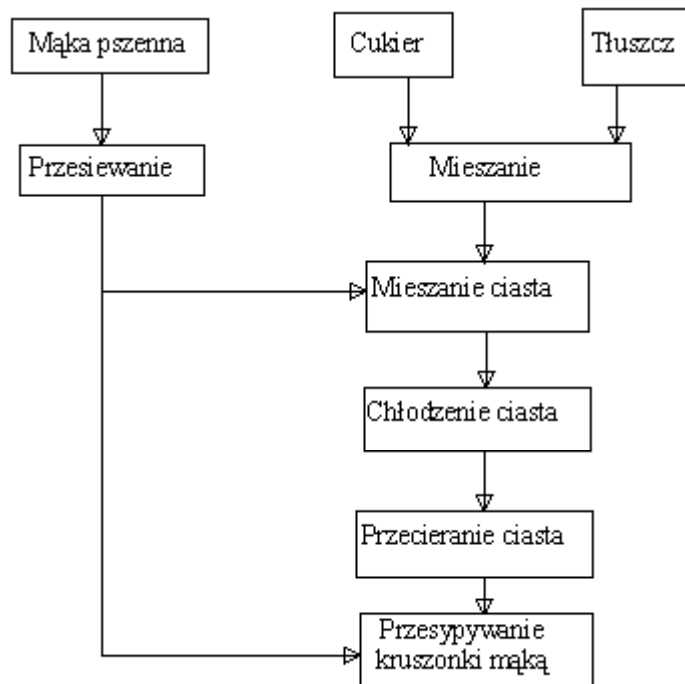 Mąka pszenna
Cukier
Tłuszcz
Przesiewanie
Mieszanie
Mieszanie ciasta
Chłodzenie ciasta
Przecieranie ciasta
Przesypywanie
kruszonki mąką